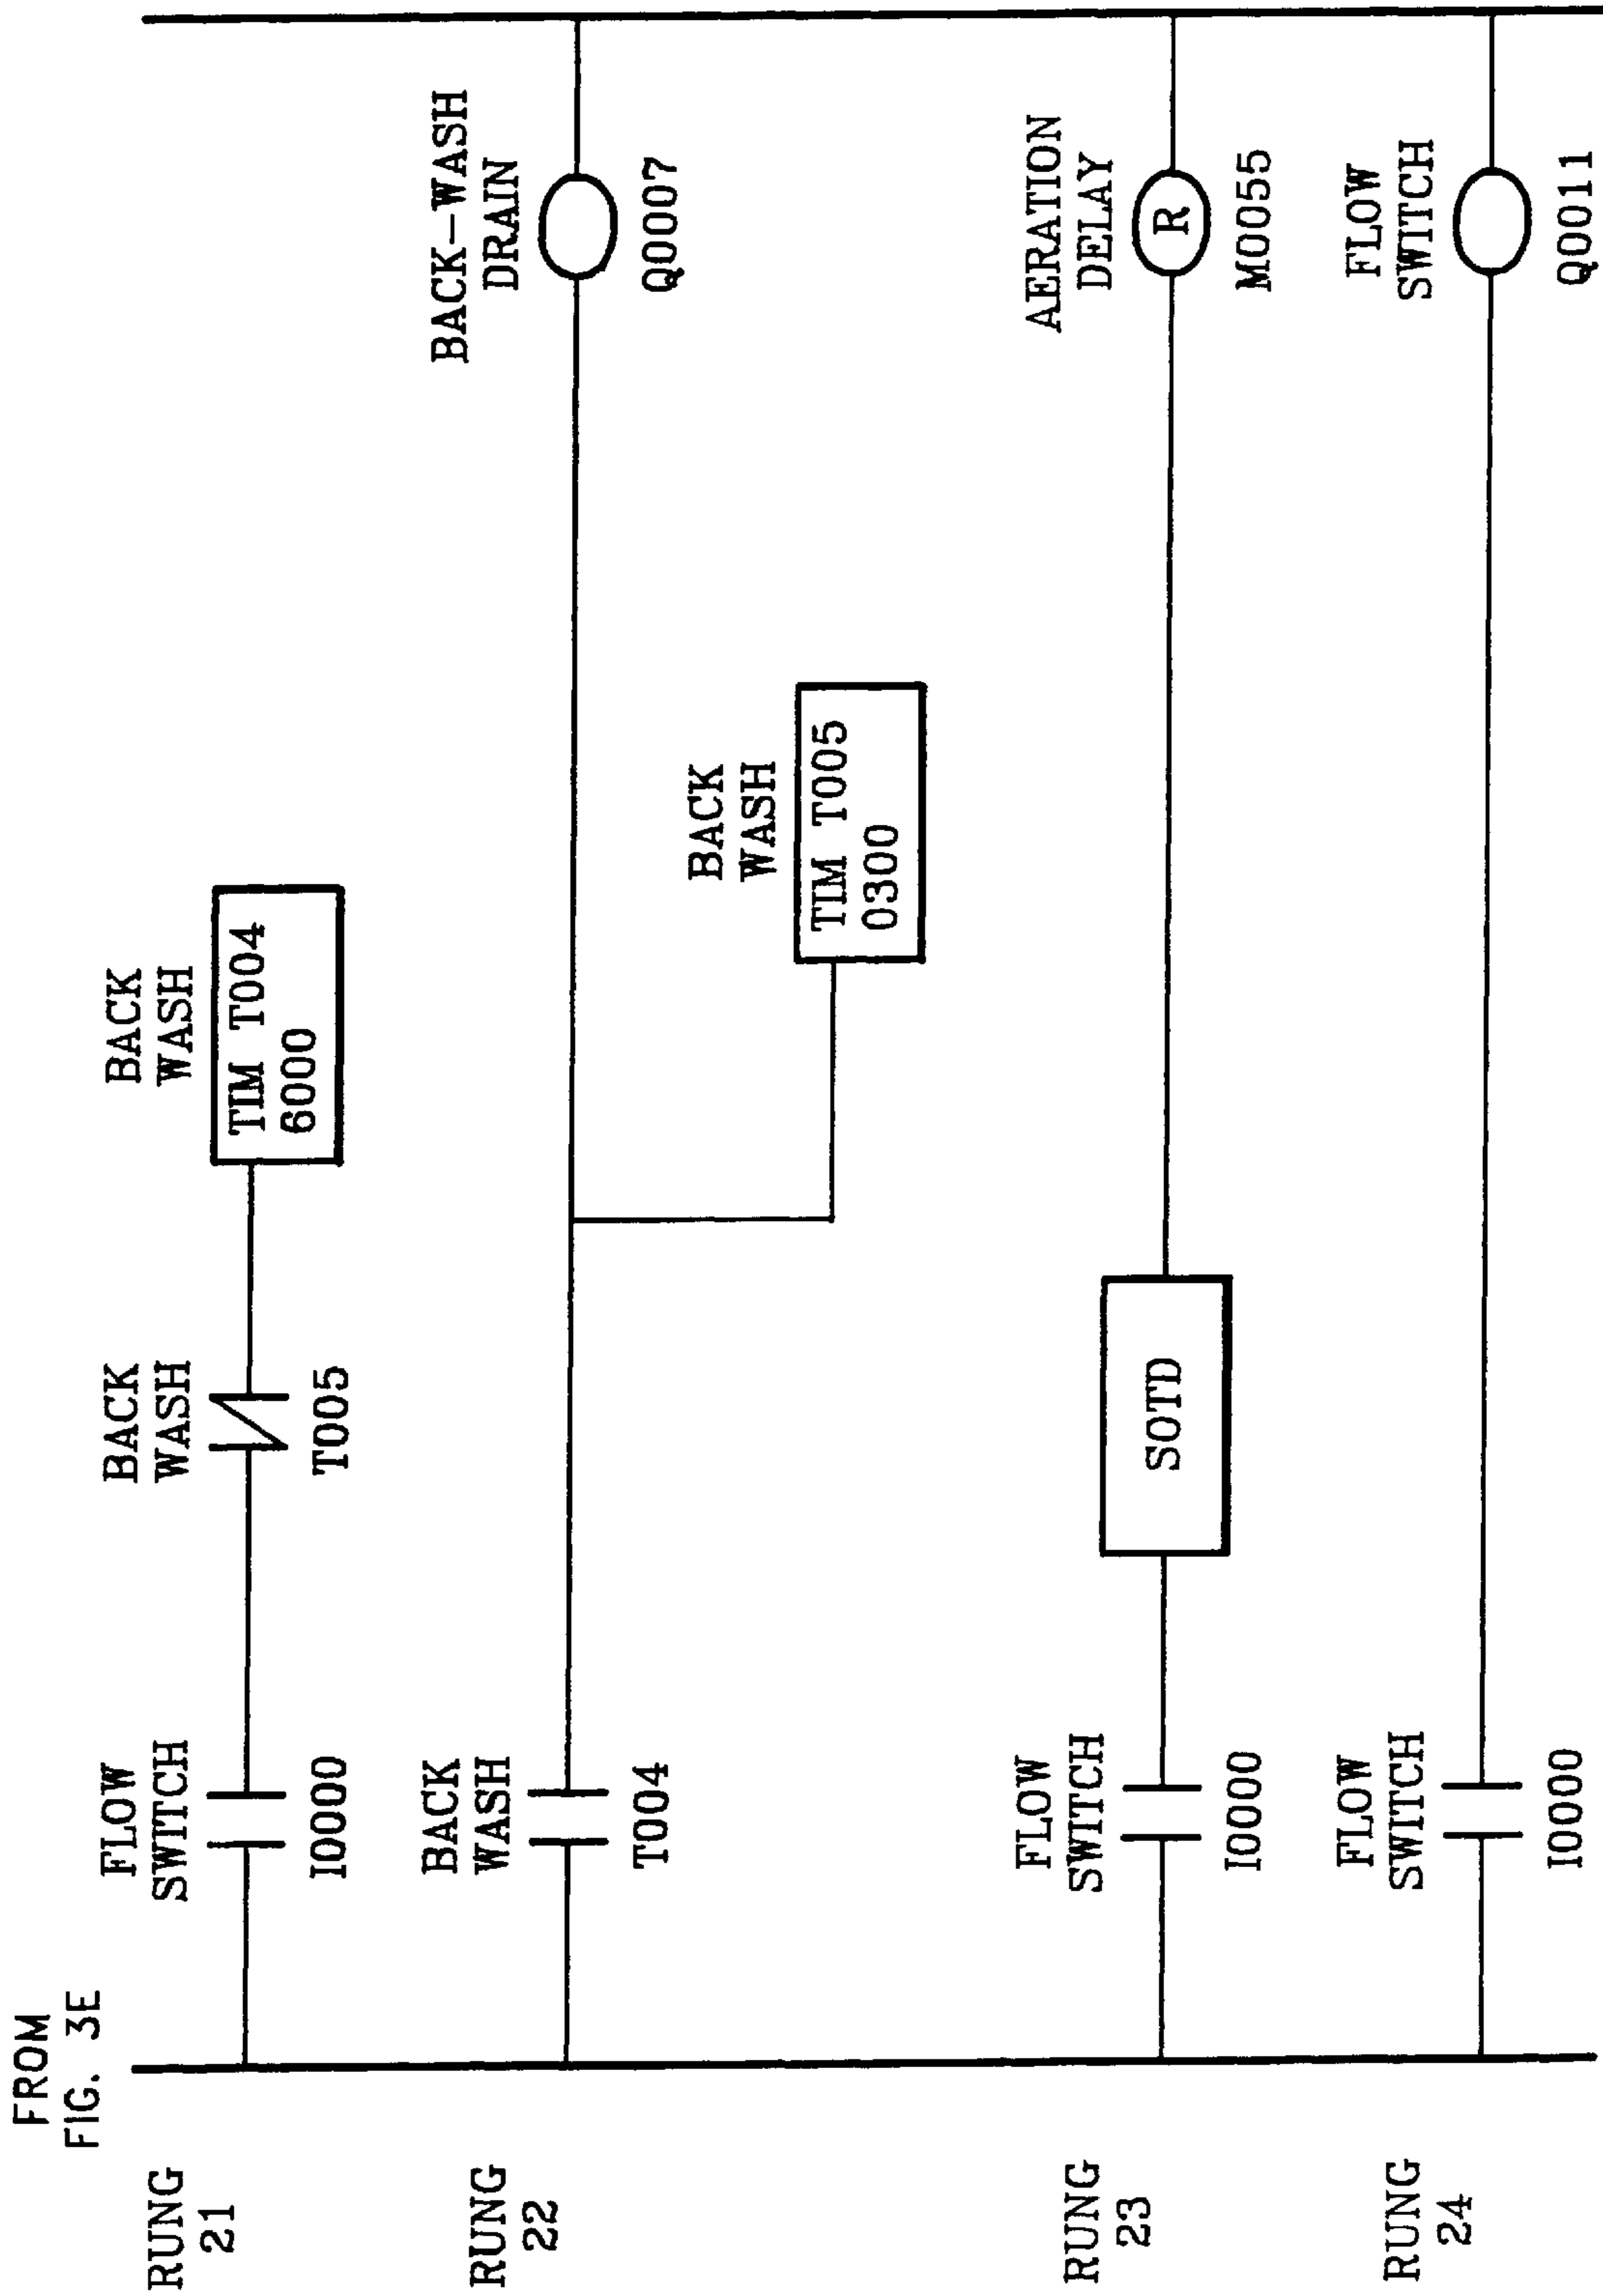 FROM
FIG. 3E
RUNG
21
FLOW
SWITCH
I0000
BACK
WASH
T005
BACK
WASH
TIM T004
6000
RUNG
22
BACK
WASH
T004
BACK-WASH
DRAIN
Q0007
BACK
WASH
TIM T005
0300
RUNG
23
FLOW
SWITCH
I0000
SOTD
AERATION
DELAY
R
M0055
RUNG
24
FLOW
SWITCH
I0000
FLOW
SWITCH
Q0011